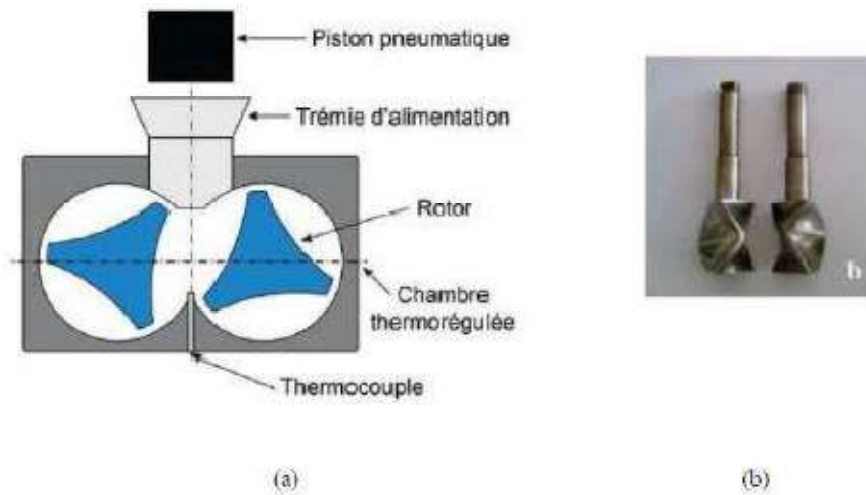 Piston pneumatique
Trémie d'alimentation
Rotor
Chambre
thermorégulée
Thermocouple
b
(a)
(b)